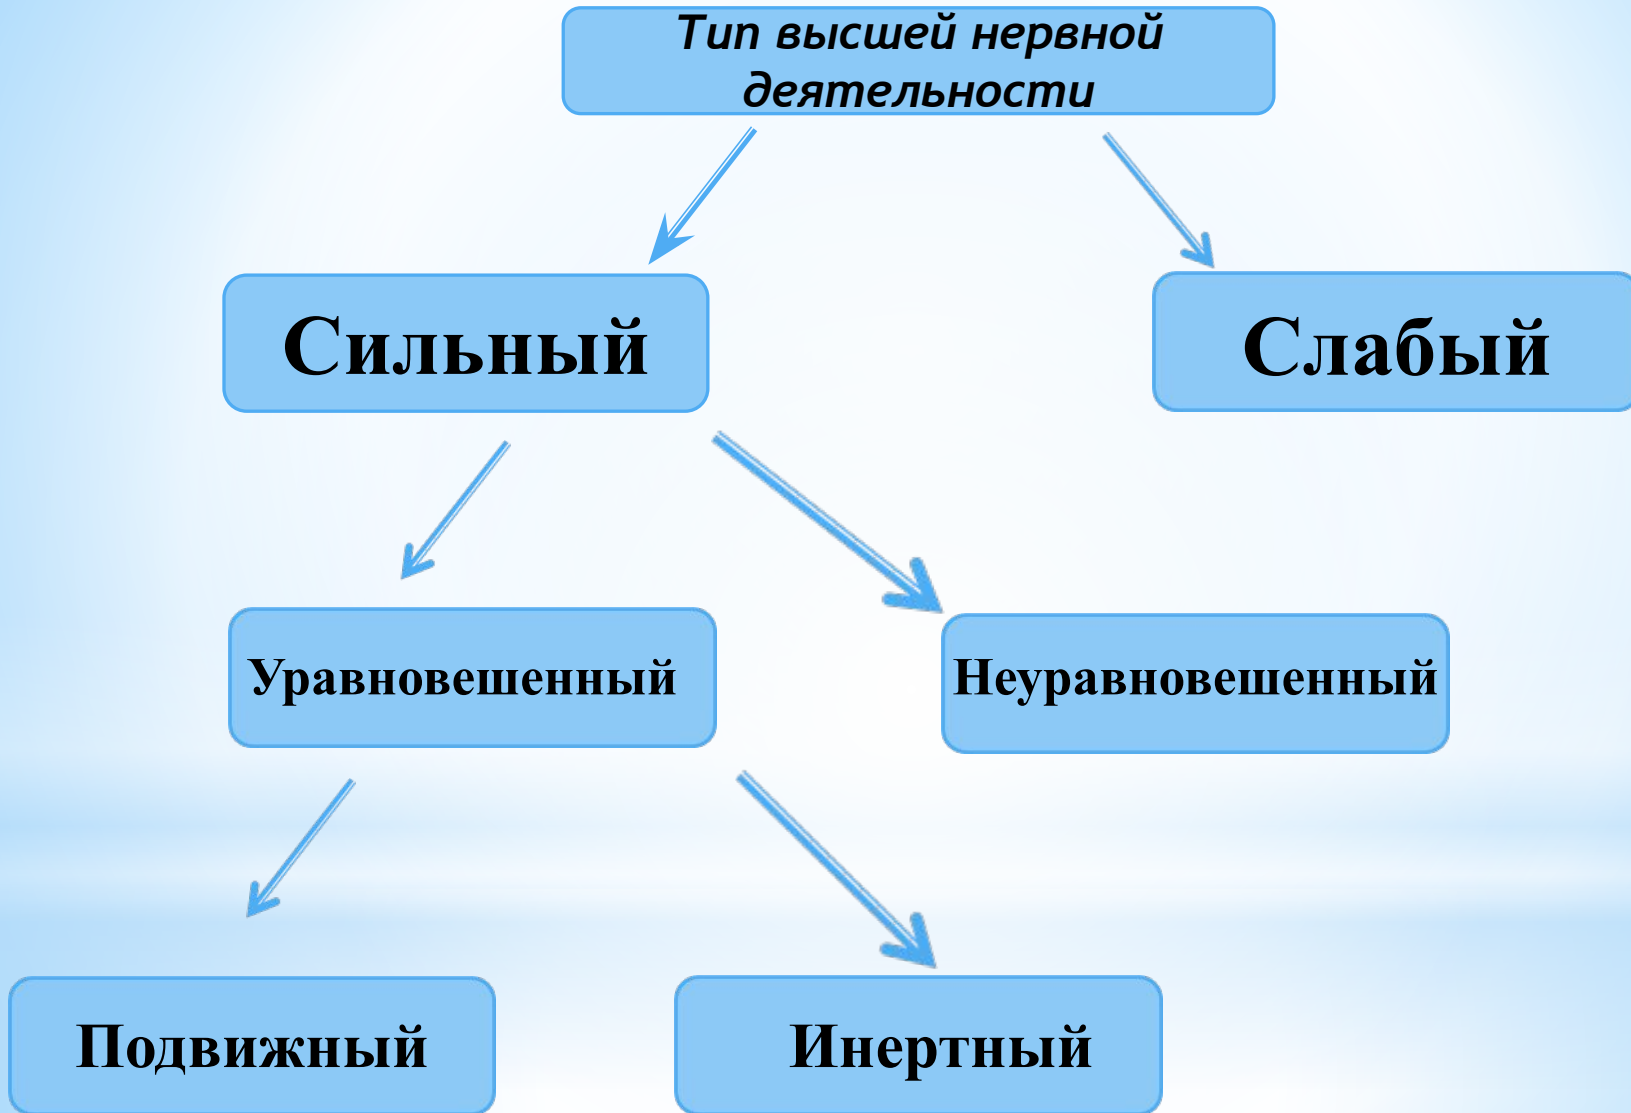 Тип высшей нервной
деятельности
Сильный
Слабый
Уравновешенный
Неуравновешенный
Подвижный
Инертный